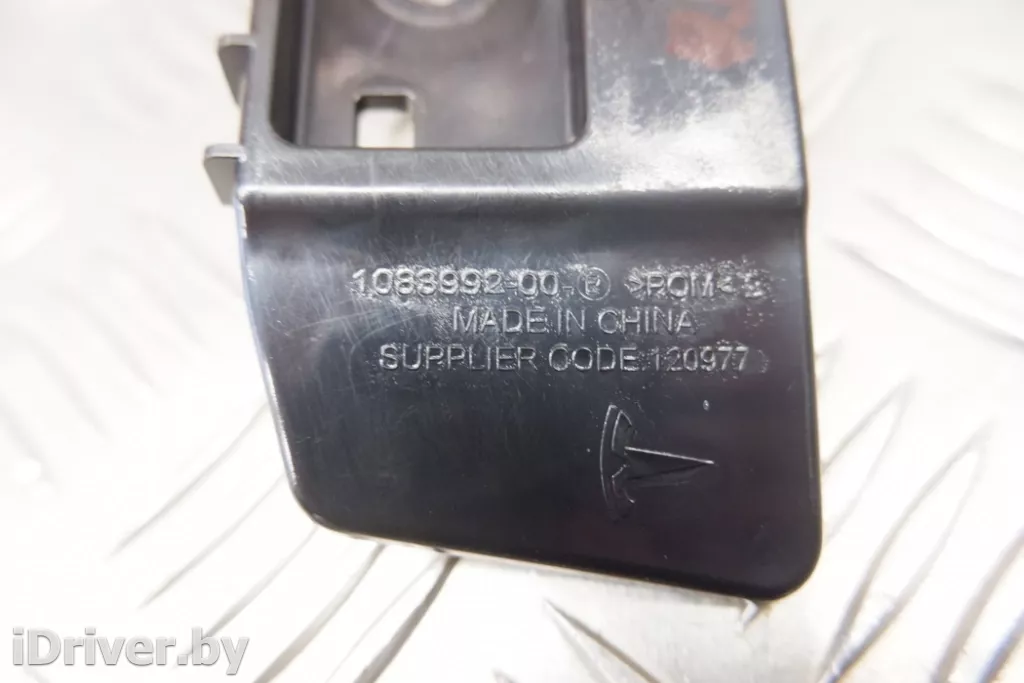 1083992-00- Ⓟ >POM<
MADE IN CHINA
SUPPLIER CODE:120977
iDriver.by